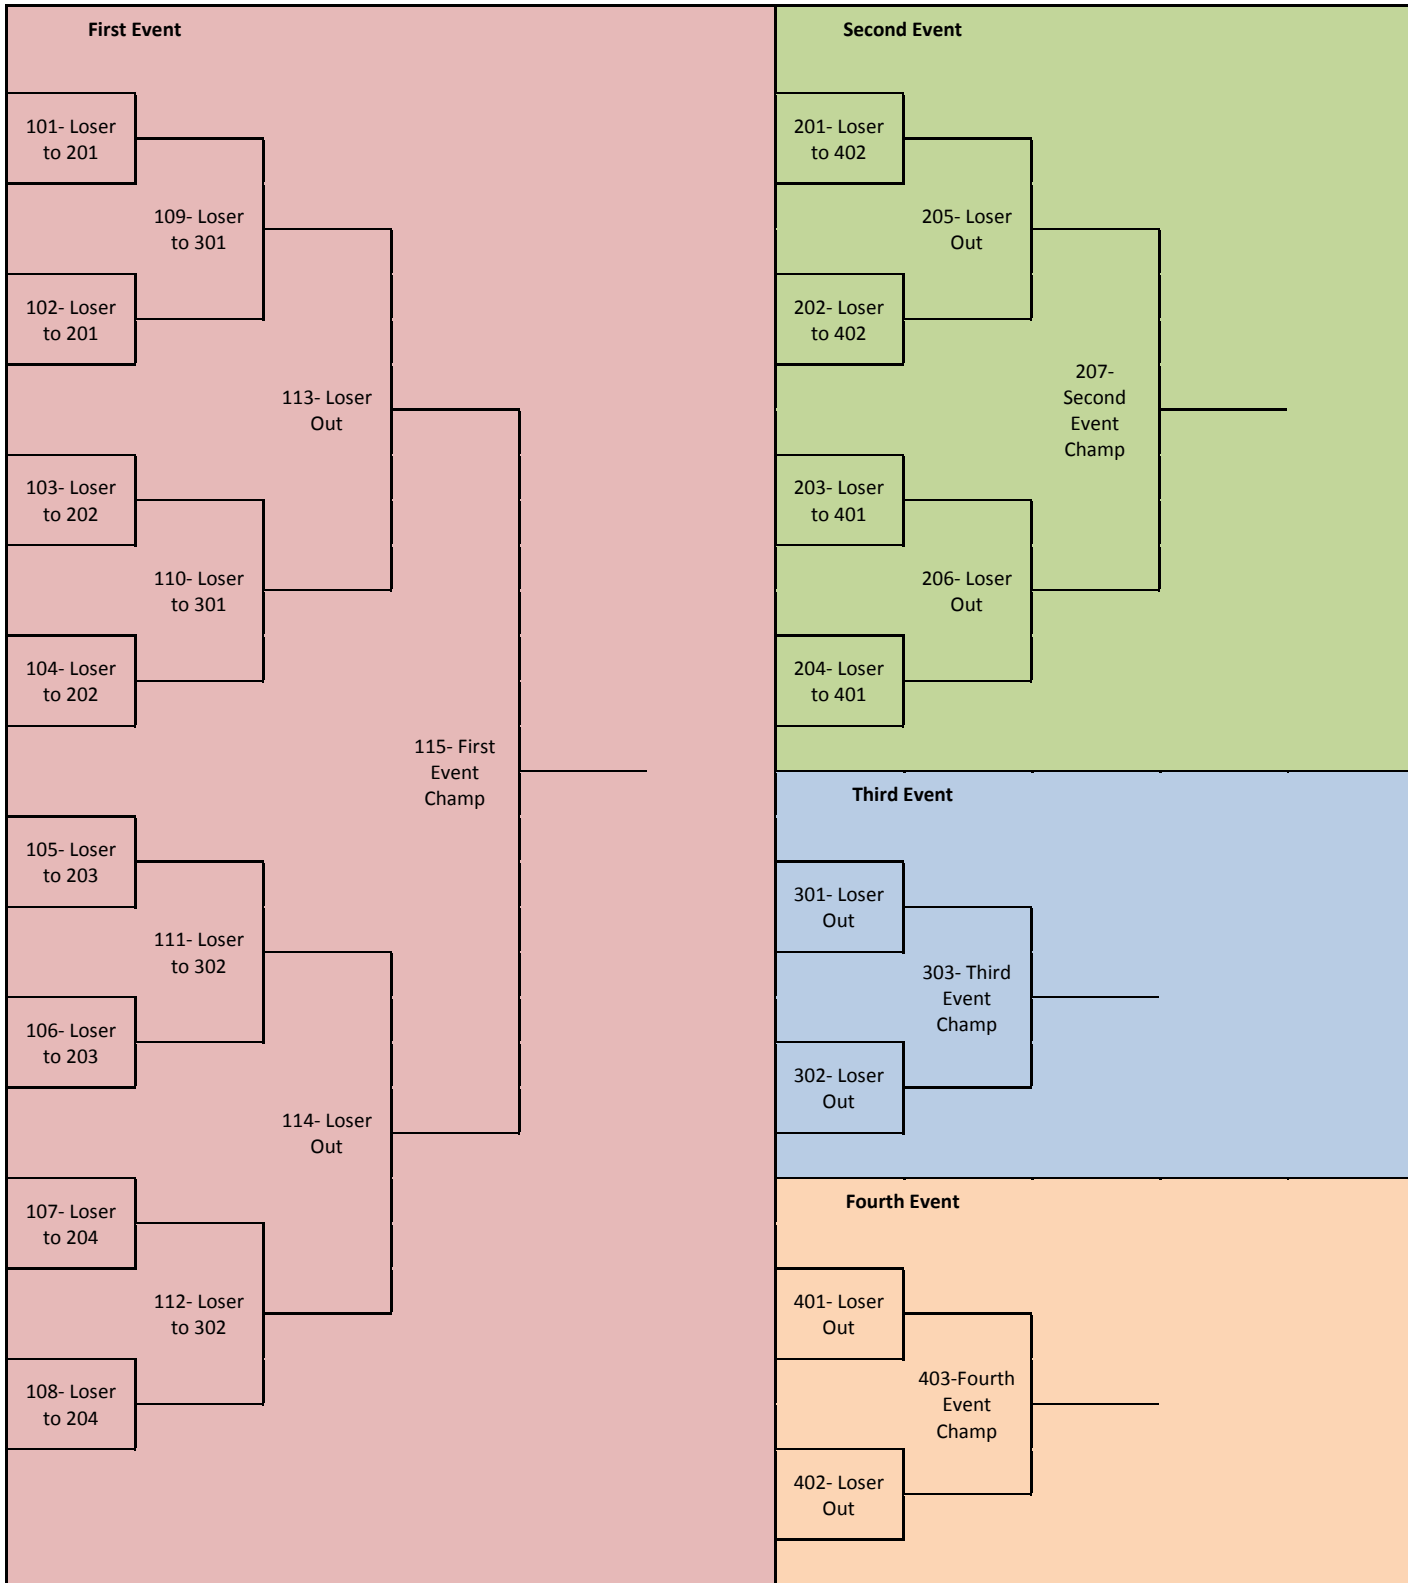 First Event
101- Loser
to 201
109- Loser
to 301
102- Loser
to 201
113- Loser
Out
103- Loser
to 202
110- Loser
to 301
104- Loser
to 202
115- First
Event
Champ
105- Loser
to 203
111- Loser
to 302
106- Loser
to 203
114- Loser
Out
107- Loser
to 204
112- Loser
to 302
108- Loser
to 204
Second Event
201- Loser
to 402
205- Loser
Out
202- Loser
to 402
207-
Second
Event
Champ
203- Loser
to 401
206- Loser
Out
204- Loser
to 401
Third Event
301- Loser
Out
303- Third
Event
Champ
302- Loser
Out
Fourth Event
401- Loser
Out
403-Fourth
Event
Champ
402- Loser
Out